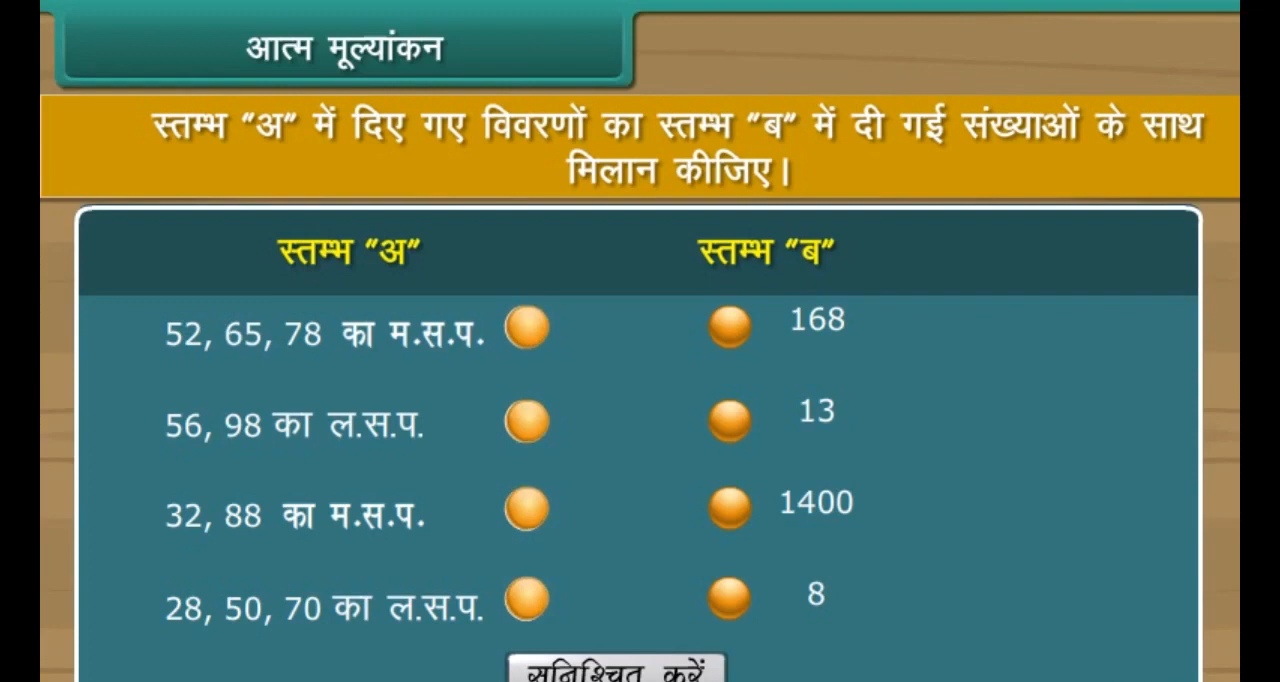 आत्म मूल्यांकन
स्तम्भ “अ” में दिए गए विवरणों का स्तम्भ “ब” में दी गई संख्याओं के साथ
मिलान कीजिए।
स्तम्भ “अ” स्तम्भ “ब”
52, 65, 78 का म.स.प. 168
56, 98 का ल.स.प. 13
32, 88 का म.स.प. 1400
28, 50, 70 का ल.स.प. 8
सुनिश्चित करें